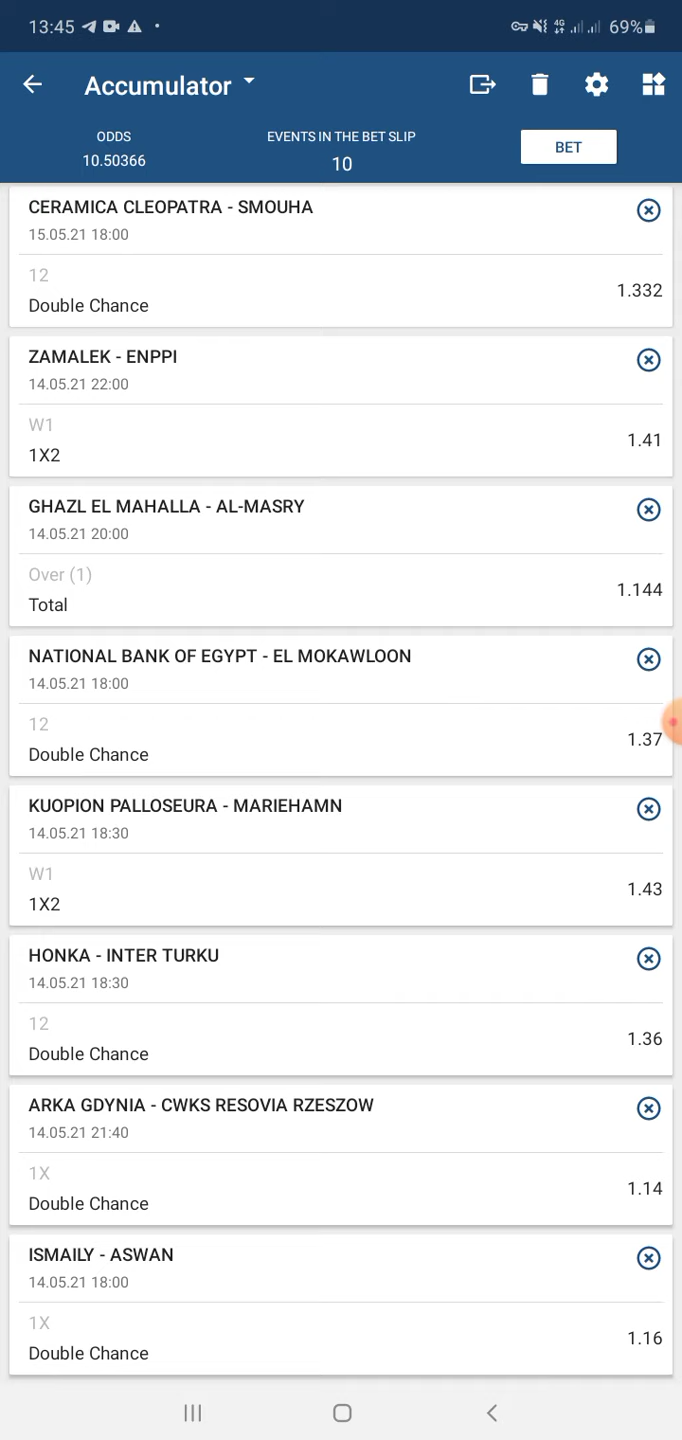 13:45
4G
69%
Accumulator
ODDS
EVENTS IN THE BET SLIP
BET
10.50366
10
CERAMICA CLEOPATRA - SMOUHA
15.05.21 18:00
12
Double Chance
1.332
ZAMALEK - ENPPI
14.05.21 22:00
W1
1X2
1.41
GHAZL EL MAHALLA - AL-MASRY
14.05.21 20:00
Over (1)
Total
1.144
NATIONAL BANK OF EGYPT - EL MOKAWLOON
14.05.21 18:00
12
Double Chance
1.37
KUOPION PALLOSEURA - MARIEHAMN
14.05.21 18:30
W1
1X2
1.43
HONKA - INTER TURKU
14.05.21 18:30
12
Double Chance
1.36
ARKA GDYNIA - CWKS RESOVIA RZESZOW
14.05.21 21:40
1X
Double Chance
1.14
ISMAILY - ASWAN
14.05.21 18:00
1X
Double Chance
1.16